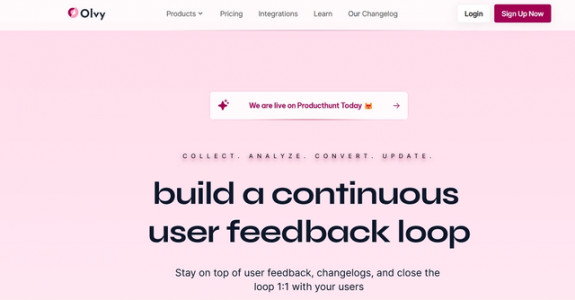 Olvy
Products Pricing Integrations Learn Our Changelog Login Sign Up Now
We are live on Producthunt Today
COLLECT. ANALYZE. CONVERT. UPDATE.
build a continuous
user feedback loop
Stay on top of user feedback, changelogs, and close the
loop 1:1 with your users